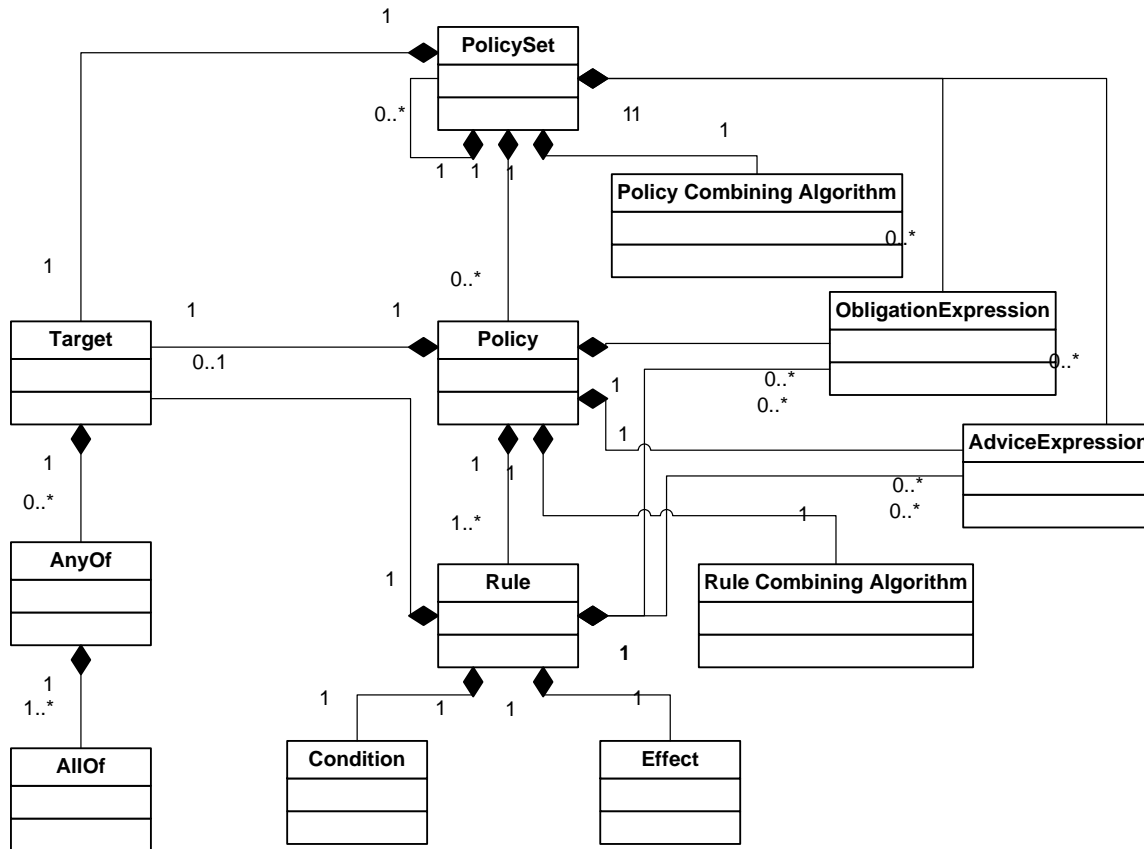 1
PolicySet
0..*
11
1
1
1
1
Policy Combining Algorithm
0..*
1
0..*
1
1
ObligationExpression
Target
Policy
0..1
0..*
0..*
1
0..*
1
AdviceExpression
1
1
1
0..*
0..*
0..*
1..*
1
AnyOf
1
Rule
Rule Combining Algorithm
1
1
1..*
1
1
1
1
AllOf
Condition
Effect